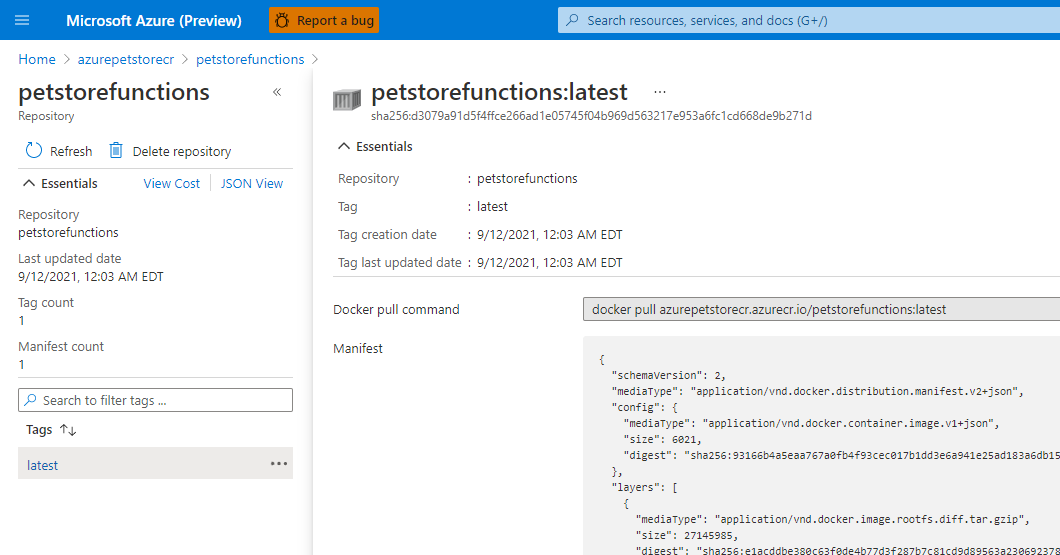 Microsoft Azure (Preview)
Report a bug
Search resources, services, and docs (G+/)
Home > azurepetstorecr > petstorefunctions >
petstorefunctions
Repository
Refresh Delete repository
Essentials View Cost JSON View
Repository
petstorefunctions
Last updated date
9/12/2021, 12:03 AM EDT
Tag count
1
Manifest count
1
Search to filter tags ...
Tags
latest
petstorefunctions:latest ...
sha256:d3079a91d5f4ffce266ad1e05745f04b969d563217e953a6fc1cd668de9b271d
Essentials
Repository : petstorefunctions
Tag : latest
Tag creation date : 9/12/2021, 12:03 AM EDT
Tag last updated date : 9/12/2021, 12:03 AM EDT
Docker pull command docker pull azurepetstorecr.azurecr.io/petstorefunctions:latest
Manifest
{
"schemaVersion": 2,
"mediaType": "application/vnd.docker.distribution.manifest.v2+json",
"config": {
"mediaType": "application/vnd.docker.container.image.v1+json",
"size": 6021,
"digest": "sha256:93166b4a5eaa767a0fb4f93cec017b1dd3e6a941e25ad183a6db15
},
"layers": [
{
"mediaType": "application/vnd.docker.image.rootfs.diff.tar.gzip",
"size": 27145985,
"digest": "sha256:e1acddbe380c63f0de4b77d3f287b7c81cd9d89563a230692378